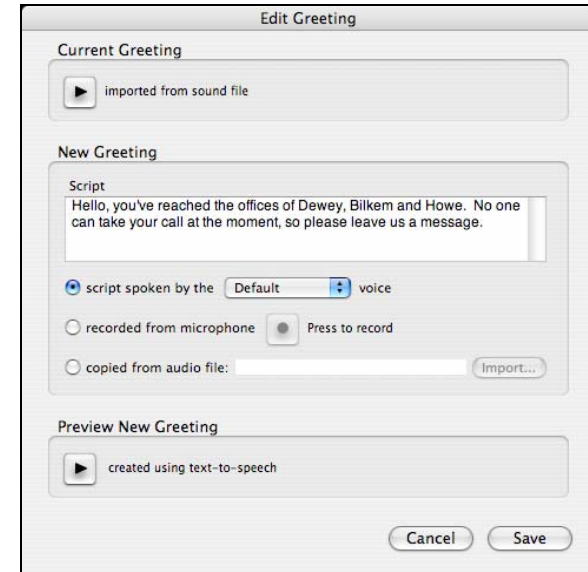 Edit Greeting
Current Greeting
imported from sound file
New Greeting
Script
Hello, you've reached the offices of Dewey, Bilkem and Howe.  No one
can take your call at the moment, so please leave us a message.
script spoken by the Default voice
recorded from microphone Press to record
copied from audio file: Import...
Preview New Greeting
created using text-to-speech
Cancel Save